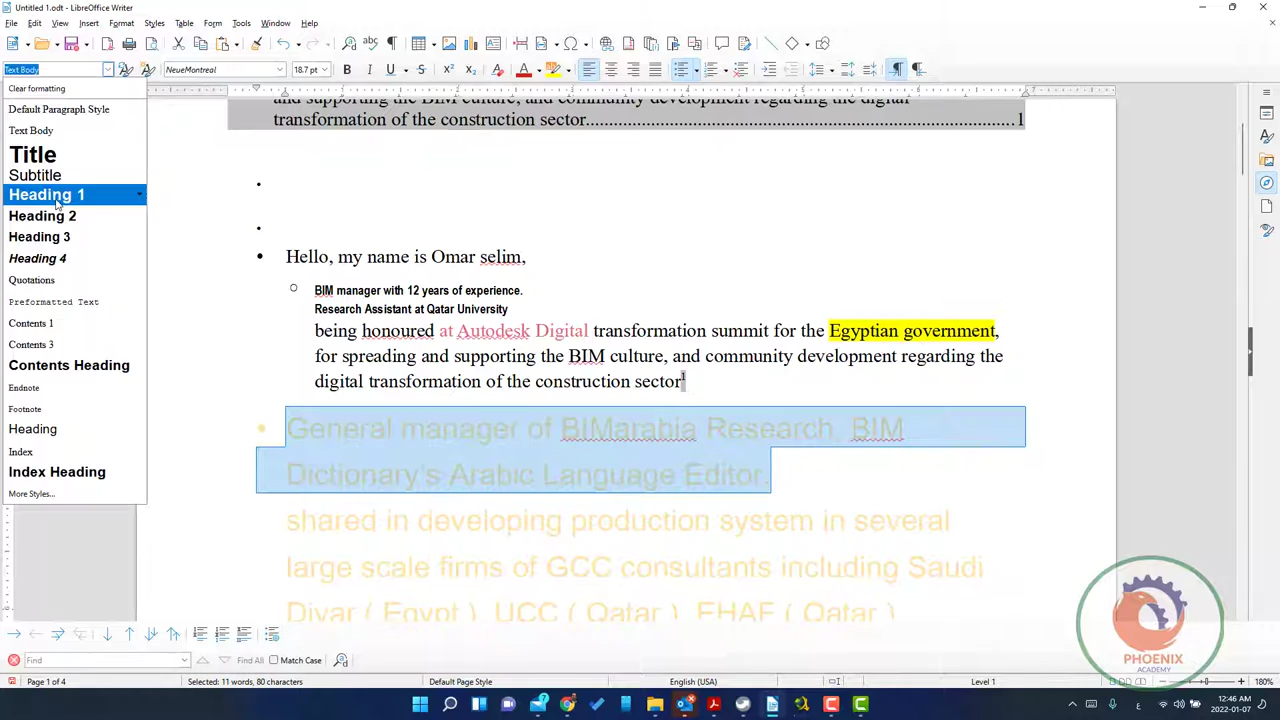 Untitled 1.odt - LibreOffice Writer
File Edit View Insert Format Styles Table Form Tools Window Help
Text Body NeueMontreal 18.7 pt
Clear formatting
Default Paragraph Style
Text Body
Title
Subtitle
Heading 1
Heading 2
Heading 3
Heading 4
Quotations
Preformatted Text
Contents 1
Contents 3
Contents Heading
Endnote
Footnote
Heading
Index
Index Heading
More Styles...
and supporting the BIM culture, and community development regarding the digital
transformation of the construction sector..........1
Hello, my name is Omar selim,
BIM manager with 12 years of experience.
Research Assistant at Qatar University
being honoured at Autodesk Digital transformation summit for the Egyptian government,
for spreading and supporting the BIM culture, and community development regarding the
digital transformation of the construction sector1
General manager of BIMarabia Research, BIM
Dictionary's Arabic Language Editor.
shared in developing production system in several
large scale firms of GCC consultants including Saudi
Diyar ( Egypt ), UCC ( Qatar ), EHAF ( Qatar )
PHOENIX
ACADEMY
Find Find All Match Case
Page 1 of 4 Selected: 11 words, 80 characters Default Page Style English (USA) Level 1 180%
12:46 AM
2022-01-07